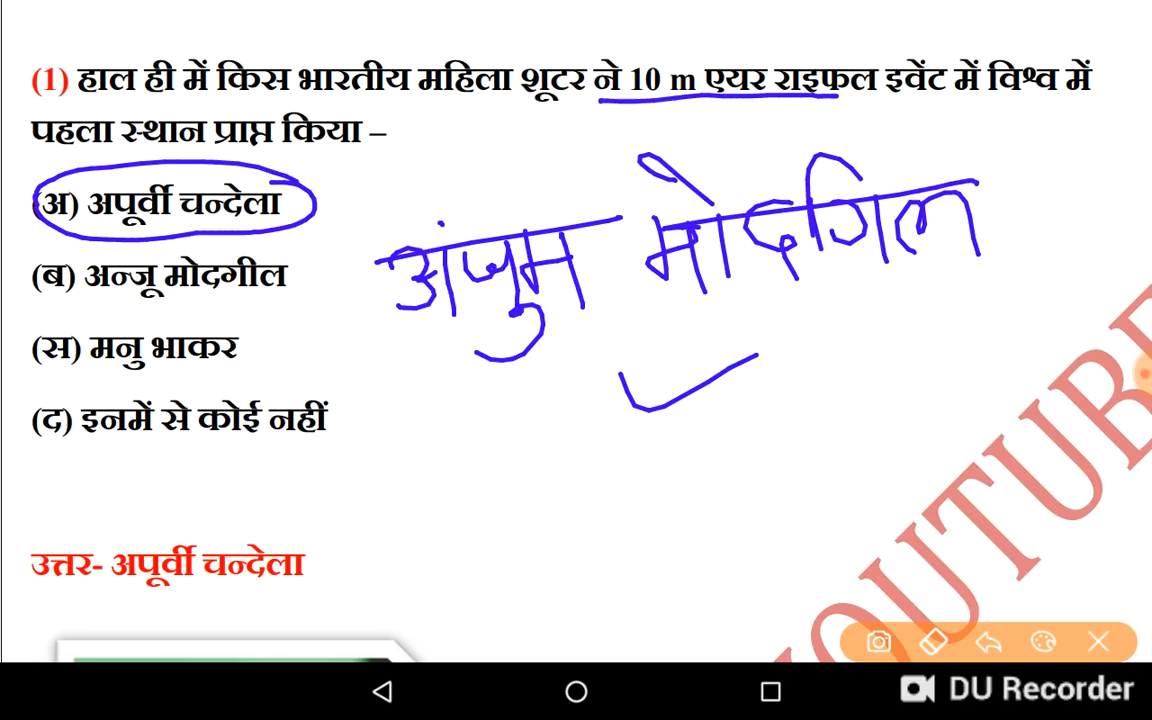 (1) हाल ही में किस भारतीय महिला शूटर ने 10 m एयर राइफल इवेंट में विश्व में
पहला स्थान प्राप्त किया –
(अ) अपूर्वी चन्देला
अंजुम मोदगिल
(ब) अन्जू मोदगील
(स) मनु भाकर
(द) इनमें से कोई नहीं
उत्तर- अपूर्वी चन्देला
YOUTUBE
DU Recorder